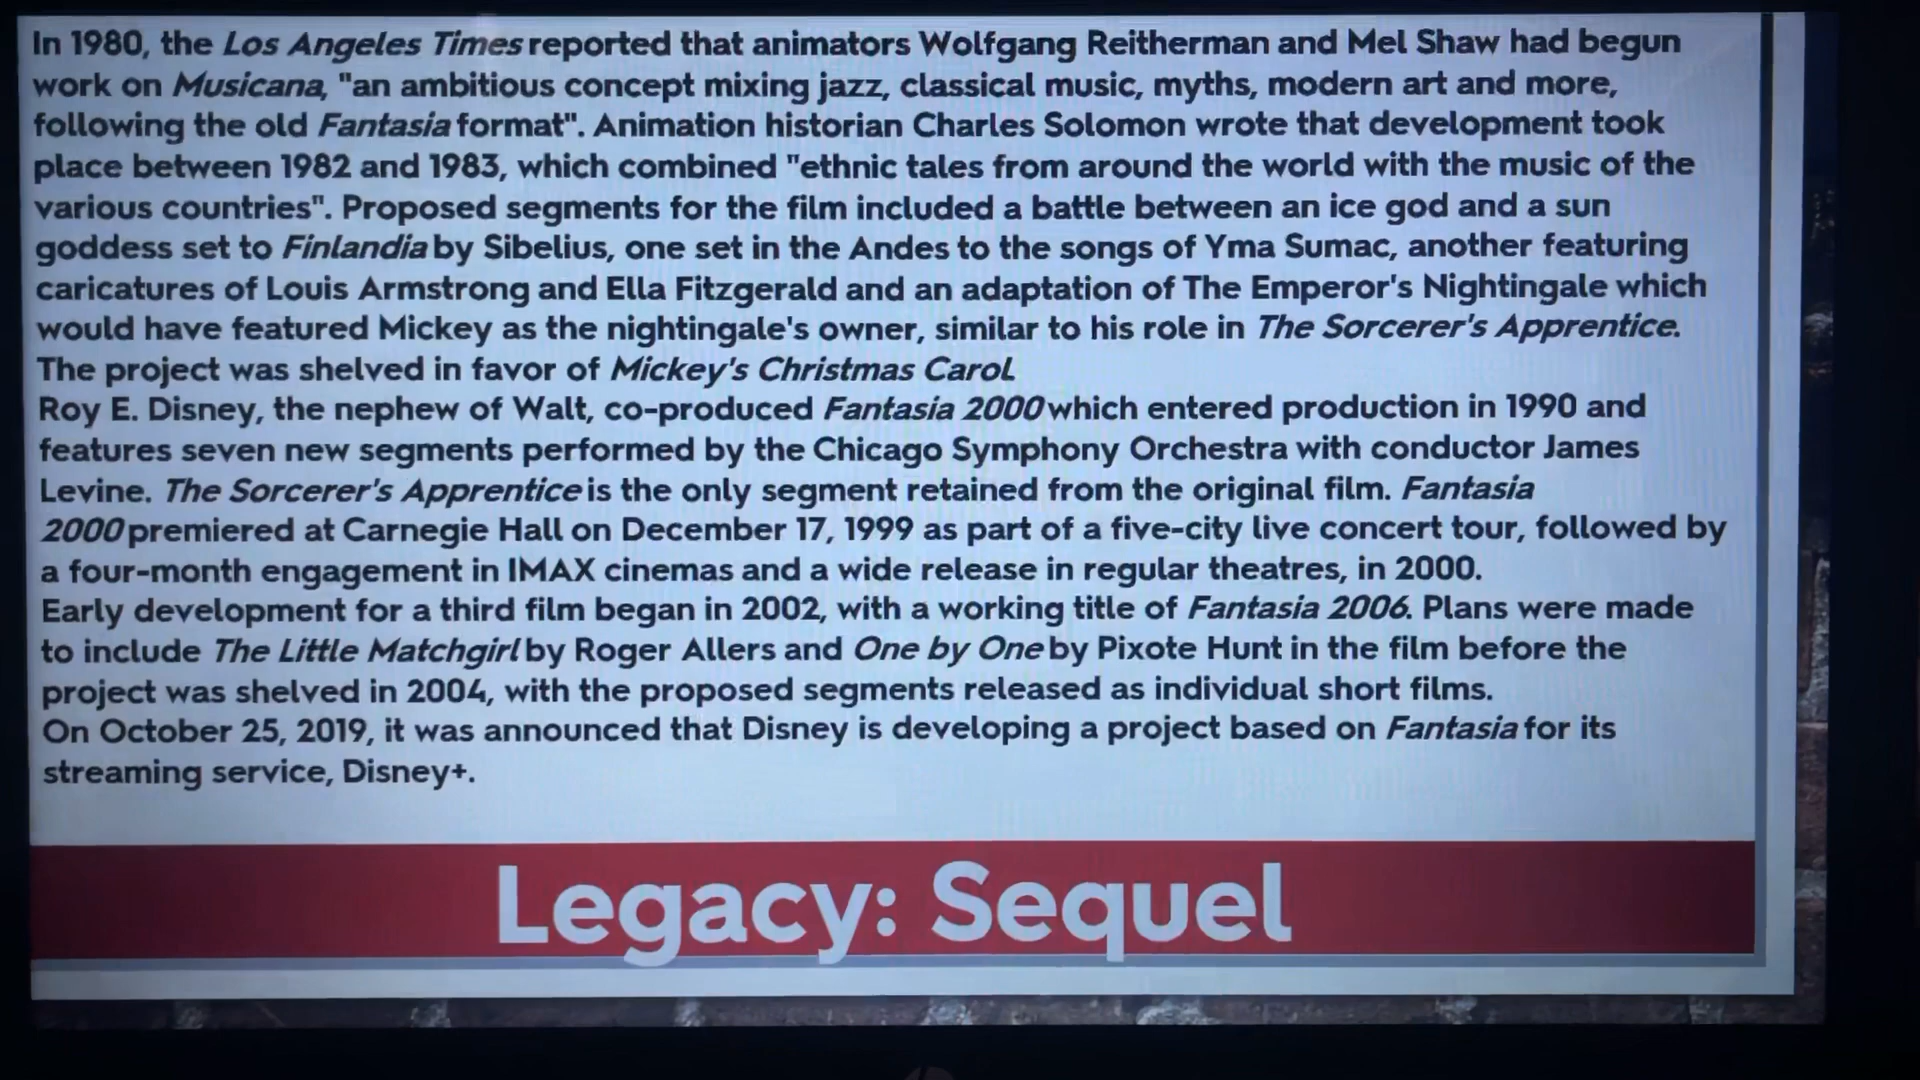 In 1980, the Los Angeles Times reported that animators Wolfgang Reitherman and Mel Shaw had begun
work on Musicana, "an ambitious concept mixing jazz, classical music, myths, modern art and more,
following the old Fantasia format". Animation historian Charles Solomon wrote that development took
place between 1982 and 1983, which combined "ethnic tales from around the world with the music of the
various countries". Proposed segments for the film included a battle between an ice god and a sun
goddess set to Finlandia by Sibelius, one set in the Andes to the songs of Yma Sumac, another featuring
caricatures of Louis Armstrong and Ella Fitzgerald and an adaptation of The Emperor's Nightingale which
would have featured Mickey as the nightingale's owner, similar to his role in The Sorcerer's Apprentice.
The project was shelved in favor of Mickey's Christmas Carol.
Roy E. Disney, the nephew of Walt, co-produced Fantasia 2000 which entered production in 1990 and
features seven new segments performed by the Chicago Symphony Orchestra with conductor James
Levine. The Sorcerer's Apprentice is the only segment retained from the original film. Fantasia
2000 premiered at Carnegie Hall on December 17, 1999 as part of a five-city live concert tour, followed by
a four-month engagement in IMAX cinemas and a wide release in regular theatres, in 2000.
Early development for a third film began in 2002, with a working title of Fantasia 2006. Plans were made
to include The Little Matchgirl by Roger Allers and One by One by Pixote Hunt in the film before the
project was shelved in 2004, with the proposed segments released as individual short films.
On October 25, 2019, it was announced that Disney is developing a project based on Fantasia for its
streaming service, Disney+.
Legacy: Sequel